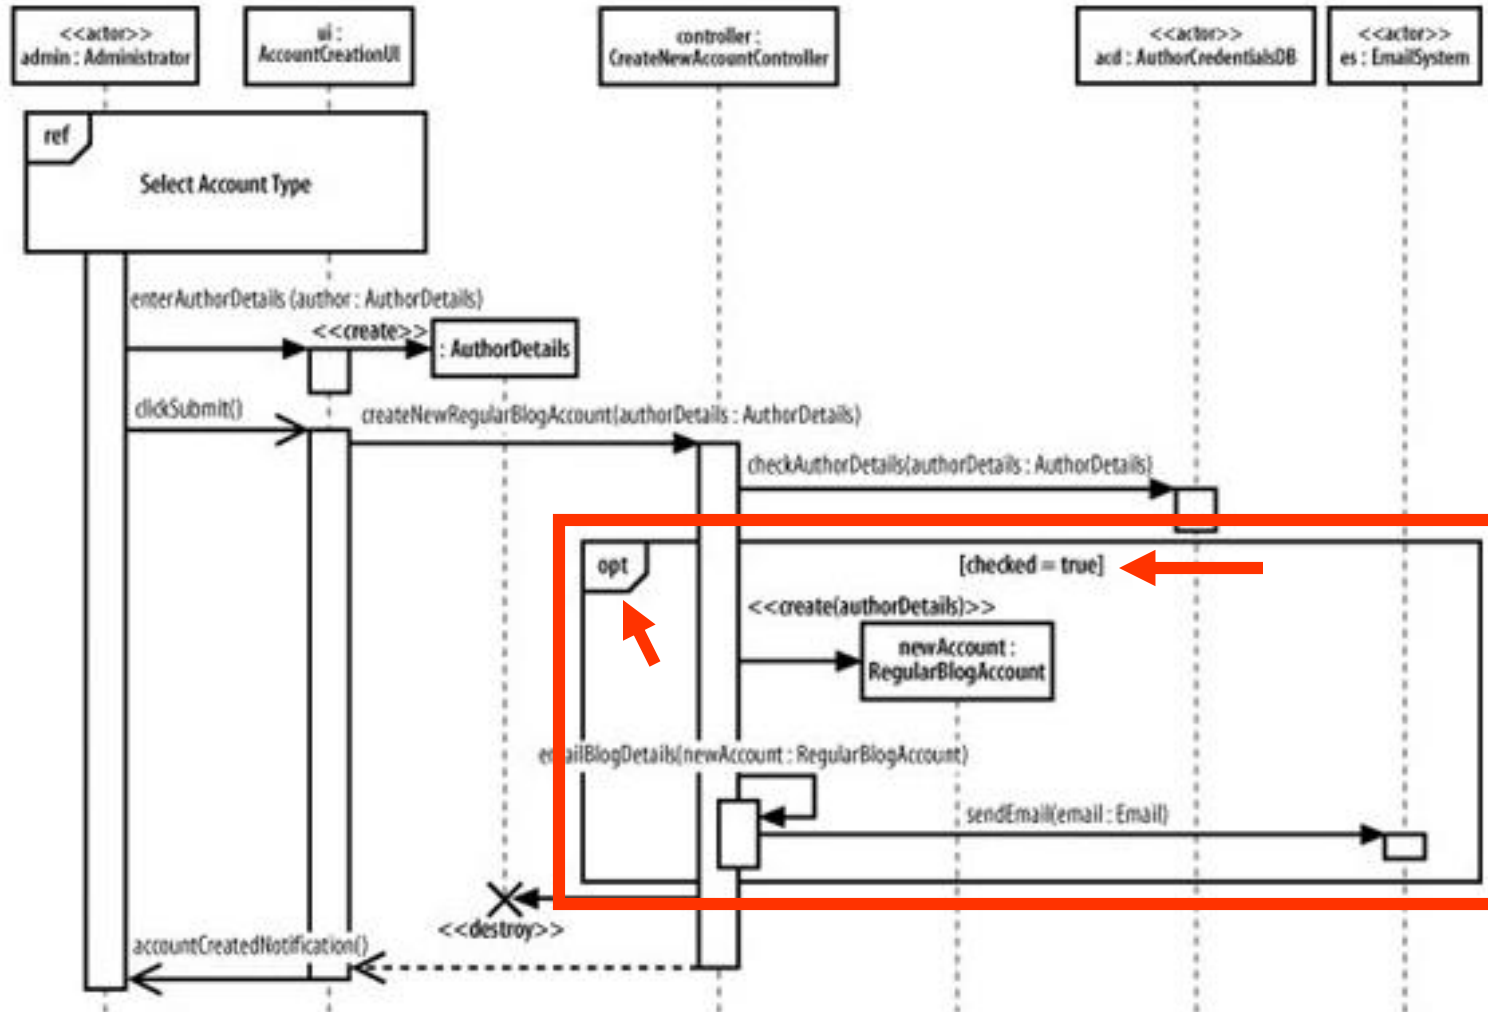 <<actor>>
admin : Administrator
ui :
AccountCreationUI
controller :
CreateNewAccountController
<<actor>>
acd : AuthorCredentialsDB
<<actor>>
es : EmailSystem
ref
Select Account Type
enterAuthorDetails (author : AuthorDetails)
<<create>>
: AuthorDetails
clickSubmit()
createNewRegularBlogAccount(authorDetails : AuthorDetails)
checkAuthorDetails(authorDetails : AuthorDetails)
opt
[checked = true]
<<create(authorDetails)>>
newAccount :
RegularBlogAccount
emailBlogDetails(newAccount : RegularBlogAccount)
sendEmail(email : Email)
<<destroy>>
accountCreatedNotification()